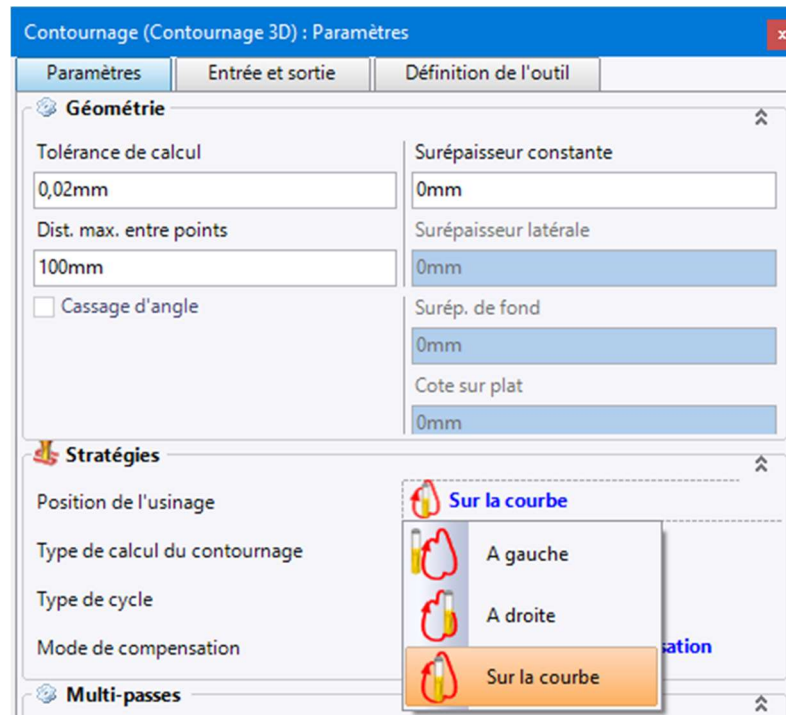 Contournage (Contournage 3D) : Paramètres
x
Paramètres Entrée et sortie Définition de l'outil
Géométrie
Tolérance de calcul Surépaisseur constante
0,02mm 0mm
Dist. max. entre points Surépaisseur latérale
100mm 0mm
Cassage d'angle Surép. de fond
0mm
Cote sur plat
0mm
Stratégies
Position de l'usinage Sur la courbe
Type de calcul du contournage A gauche
Type de cycle A droite
Mode de compensation sation
Sur la courbe
Multi-passes